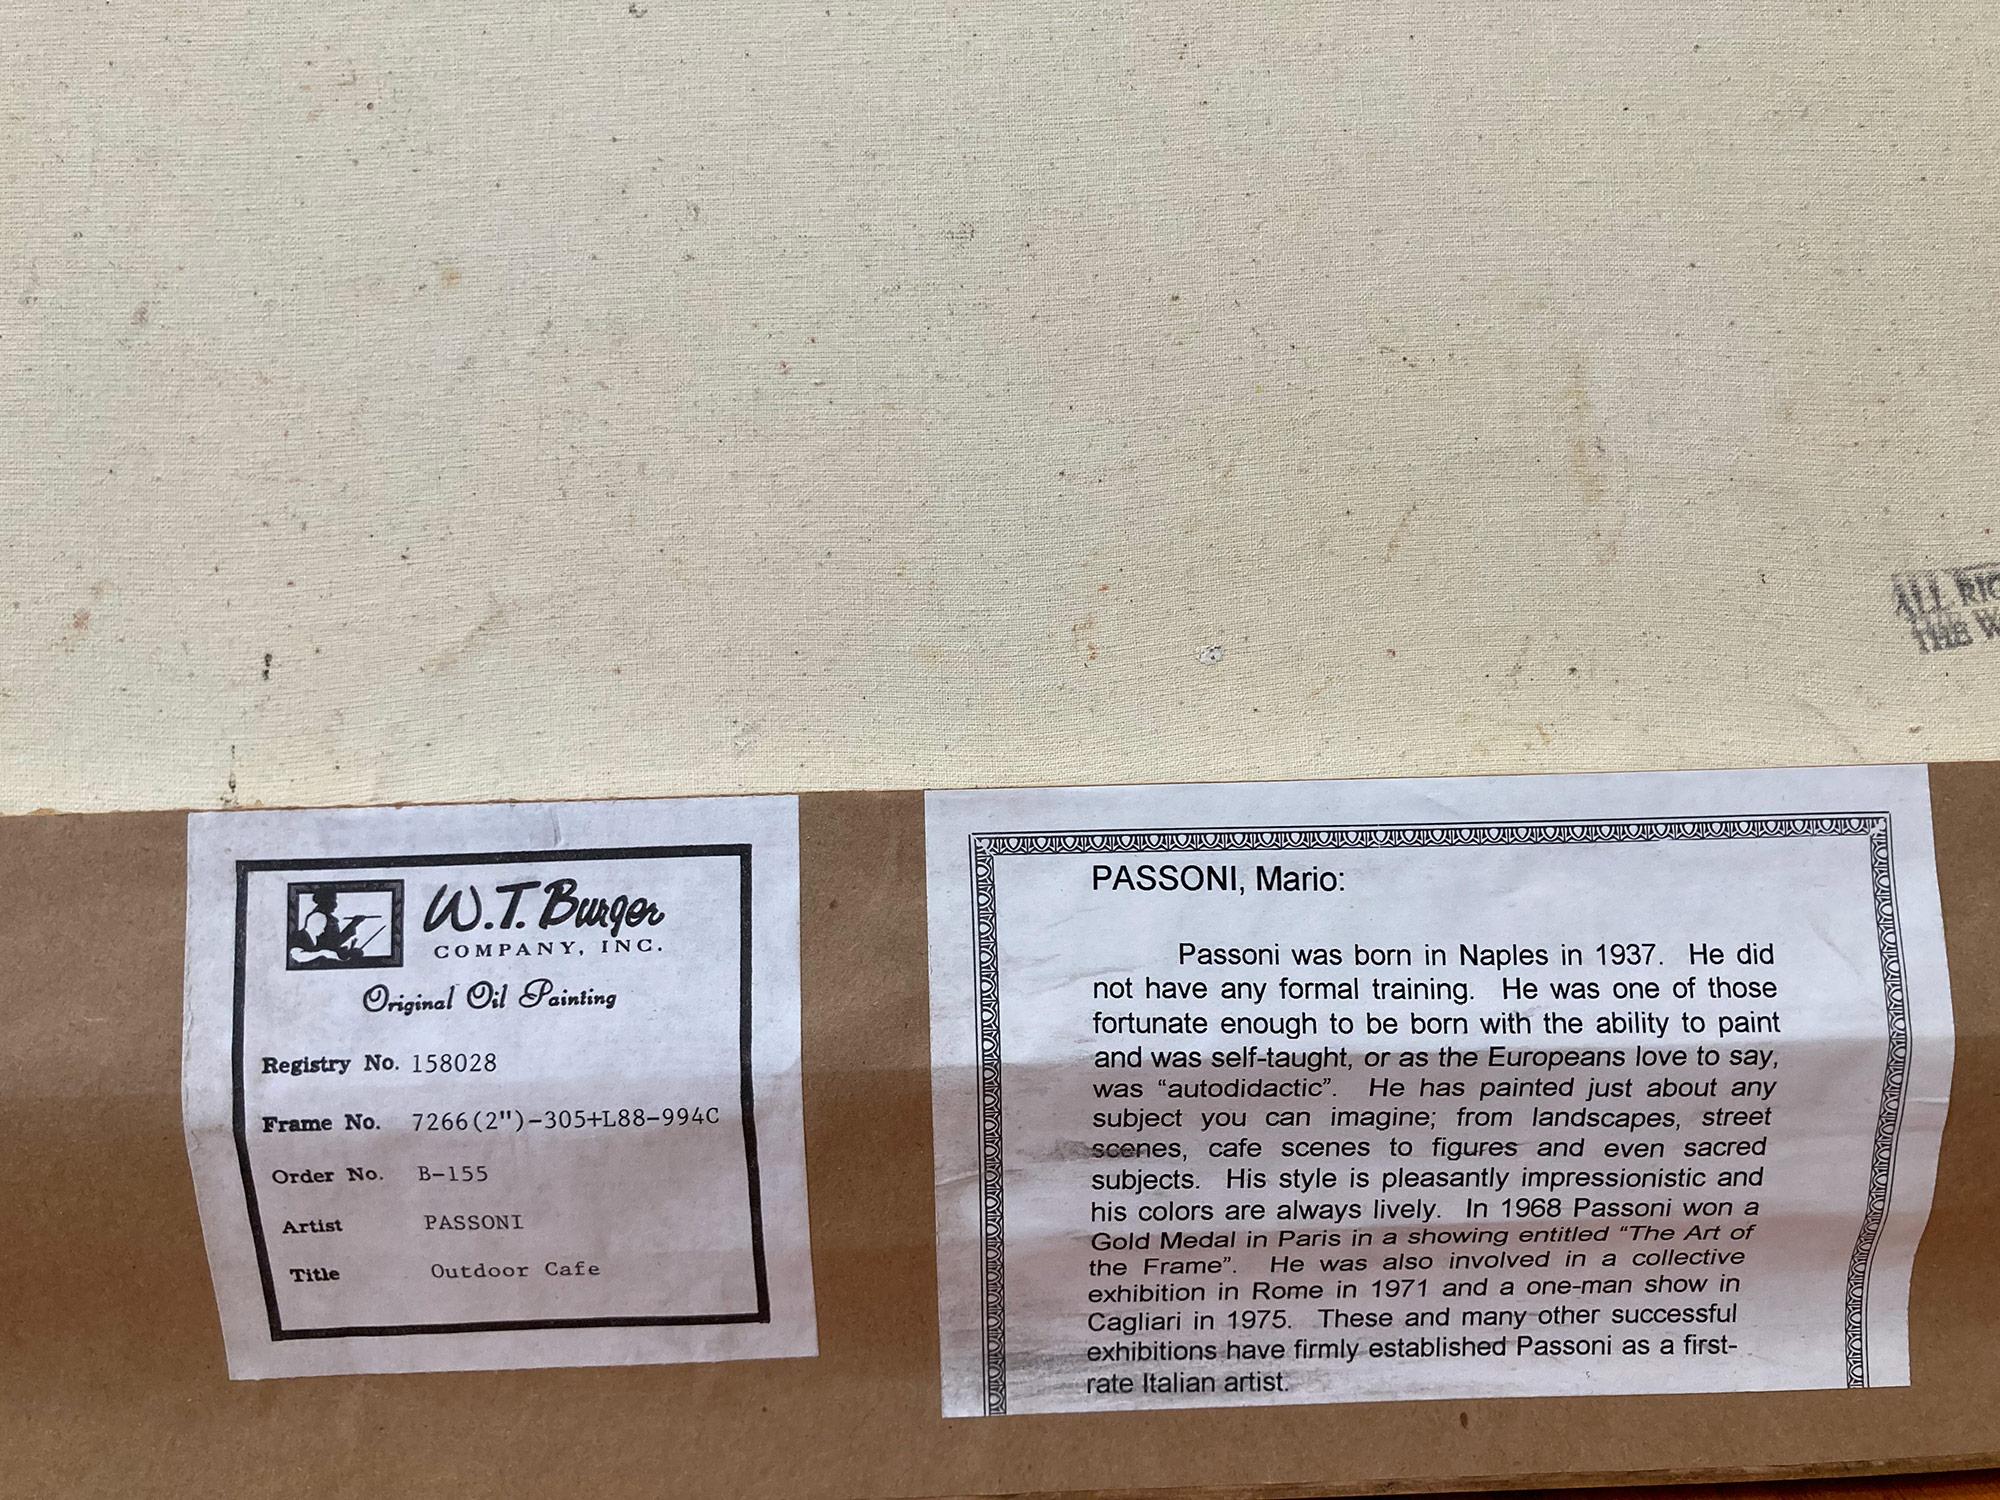 ALL
THE
W.T. Burger
COMPANY, INC.
Original Oil Painting
Registry No. 158028
Frame No. 7266(2")-305+L88-994C
Order No. B-155
Artist PASSONI
Title Outdoor Cafe
PASSONI, Mario:
Passoni was born in Naples in 1937. He did
not have any formal training. He was one of those
fortunate enough to be born with the ability to paint
and was self-taught, or as the Europeans love to say,
was “autodidactic”. He has painted just about any
subject you can imagine; from landscapes, street
scenes, cafe scenes to figures and even sacred
subjects. His style is pleasantly impressionistic and
his colors are always lively. In 1968 Passoni won a
Gold Medal in Paris in a showing entitled “The Art of
the Frame”. He was also involved in a collective
exhibition in Rome in 1971 and a one-man show in
Cagliari in 1975. These and many other successful
exhibitions have firmly established Passoni as a first-
rate Italian artist.